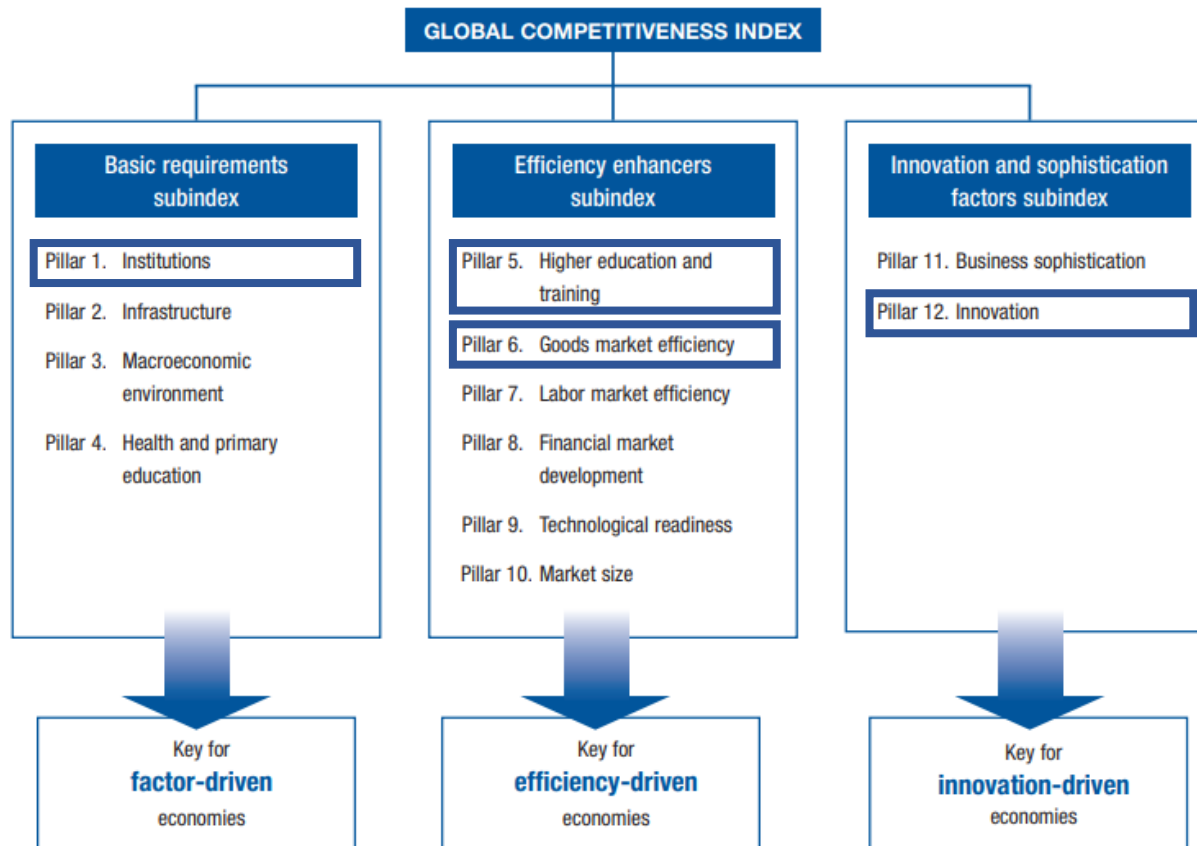 GLOBAL COMPETITIVENESS INDEX
Basic requirements
subindex
Pillar 1. Institutions
Pillar 2. Infrastructure
Pillar 3. Macroeconomic
environment
Pillar 4. Health and primary
education
Key for
factor-driven
economies
Efficiency enhancers
subindex
Pillar 5. Higher education and
training
Pillar 6. Goods market efficiency
Pillar 7. Labor market efficiency
Pillar 8. Financial market
development
Pillar 9. Technological readiness
Pillar 10. Market size
Key for
efficiency-driven
economies
Innovation and sophistication
factors subindex
Pillar 11. Business sophistication
Pillar 12. Innovation
Key for
innovation-driven
economies